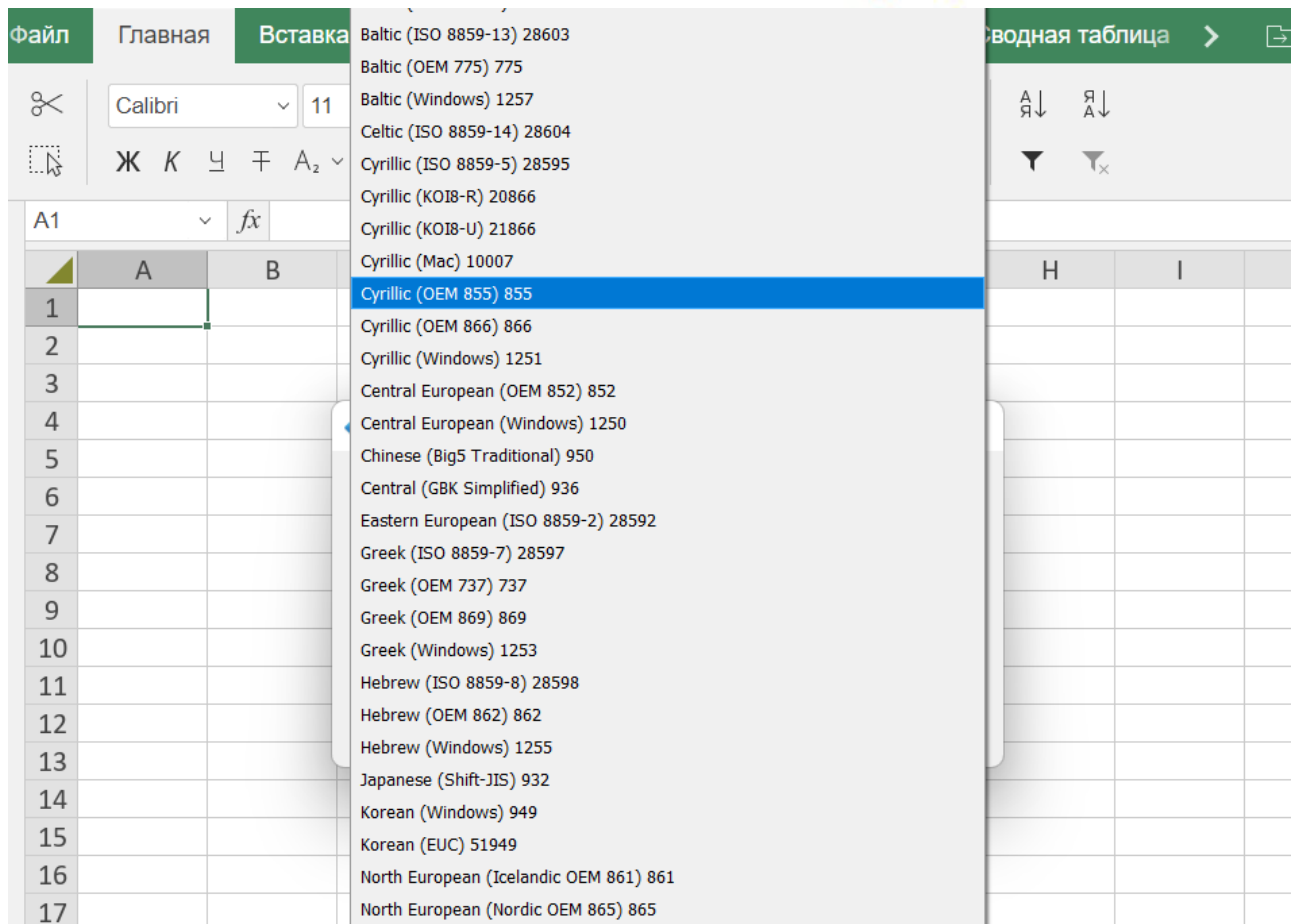 Файл Главная Вставка Сводная таблица
Calibri 11
А Я Я А
Ж К Ч Т A₂
A1 fx
A B H I
1
2
3
4
5
6
7
8
9
10
11
12
13
14
15
16
17
Baltic (ISO 8859-13) 28603
Baltic (OEM 775) 775
Baltic (Windows) 1257
Celtic (ISO 8859-14) 28604
Cyrillic (ISO 8859-5) 28595
Cyrillic (KOI8-R) 20866
Cyrillic (KOI8-U) 21866
Cyrillic (Mac) 10007
Cyrillic (OEM 855) 855
Cyrillic (OEM 866) 866
Cyrillic (Windows) 1251
Central European (OEM 852) 852
Central European (Windows) 1250
Chinese (Big5 Traditional) 950
Central (GBK Simplified) 936
Eastern European (ISO 8859-2) 28592
Greek (ISO 8859-7) 28597
Greek (OEM 737) 737
Greek (OEM 869) 869
Greek (Windows) 1253
Hebrew (ISO 8859-8) 28598
Hebrew (OEM 862) 862
Hebrew (Windows) 1255
Japanese (Shift-JIS) 932
Korean (Windows) 949
Korean (EUC) 51949
North European (Icelandic OEM 861) 861
North European (Nordic OEM 865) 865